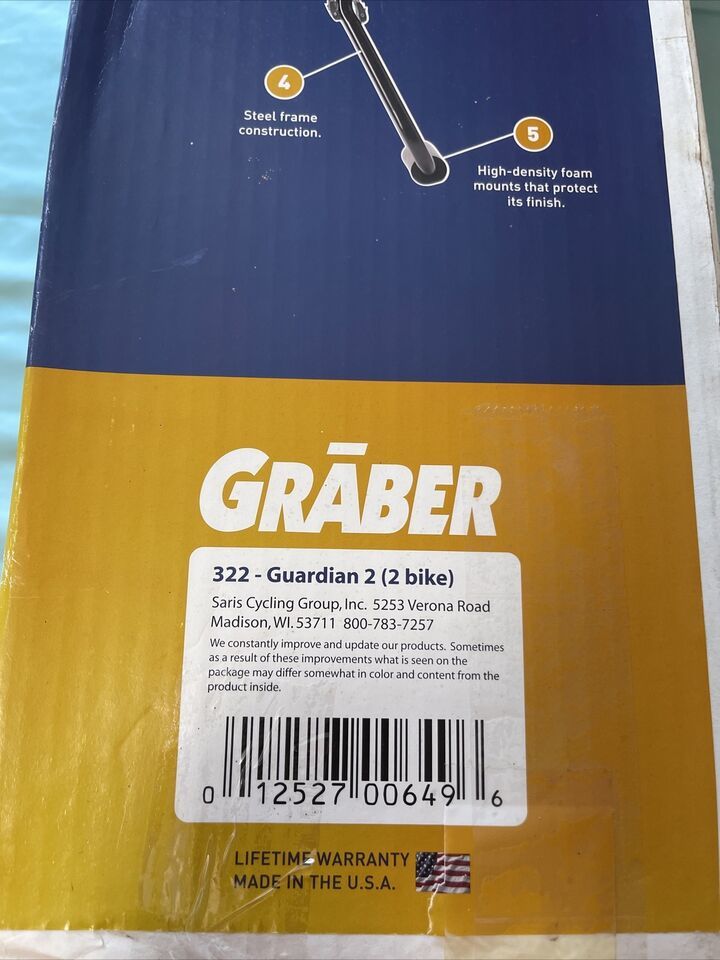 4
Steel frame
construction.
5
High-density foam
mounts that protect
its finish.
GRĀBER
322 - Guardian 2 (2 bike)
Saris Cycling Group, Inc. 5253 Verona Road
Madison, WI. 53711 800-783-7257
We constantly improve and update our products. Sometimes
as a result of these improvements what is seen on the
package may differ somewhat in color and content from the
product inside.
0 12527 00649 6
LIFETIME WARRANTY
MADE IN THE U.S.A.